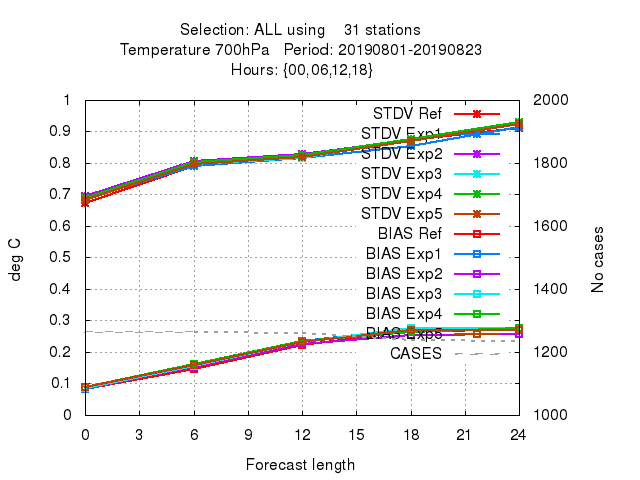 Selection: ALL using 31 stations
Temperature 700hPa Period: 20190801-20190823
Hours: {00,06,12,18}
1
0.9
0.8
0.7
0.6
0.5
0.4
0.3
0.2
0.1
0
deg C
2000
1800
1600
1400
1200
1000
No cases
STDV Ref
STDV Exp1
STDV Exp2
STDV Exp3
STDV Exp4
STDV Exp5
BIAS Ref
BIAS Exp1
BIAS Exp2
BIAS Exp3
BIAS Exp4
BIAS Exp5
CASES
0 3 6 9 12 15 18 21 24
Forecast length